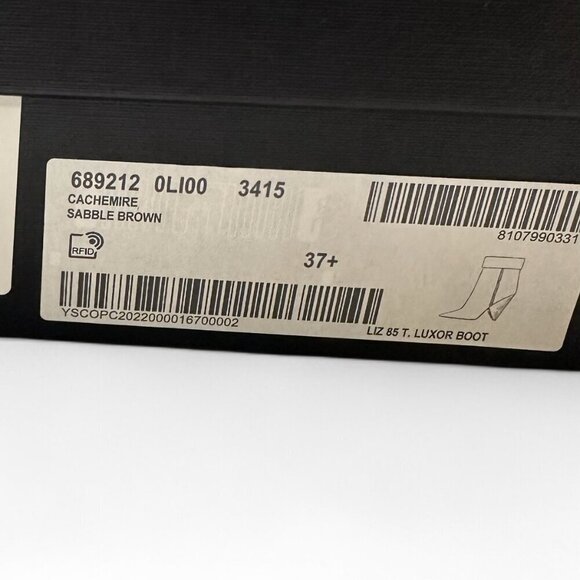 689212 0LI00 3415
CACHEMIRE
SABBLE BROWN
8107990331
RFID
37+
YSCOPC2022000016700002
LIZ 85 T. LUXOR BOOT